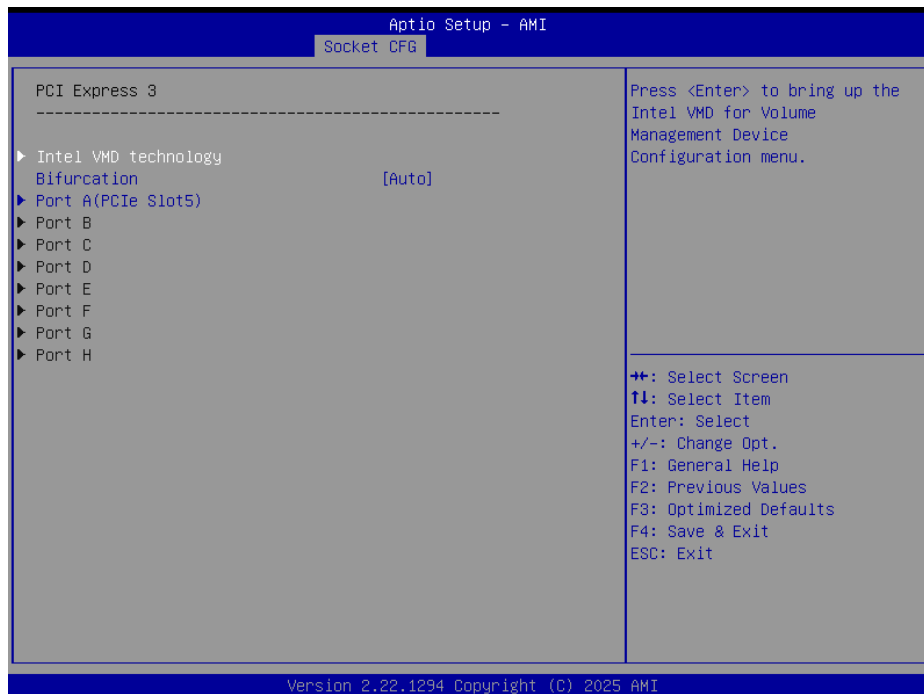 Aptio Setup – AMI
Socket CFG
PCI Express 3
--------------------------------------------------
Intel VMD technology
Bifurcation [Auto]
Port A(PCIe Slot5)
Port B
Port C
Port D
Port E
Port F
Port G
Port H
Press <Enter> to bring up the
Intel VMD for Volume
Management Device
Configuration menu.
→←: Select Screen
↑↓: Select Item
Enter: Select
+/-: Change Opt.
F1: General Help
F2: Previous Values
F3: Optimized Defaults
F4: Save & Exit
ESC: Exit
Version 2.22.1294 Copyright (C) 2025 AMI